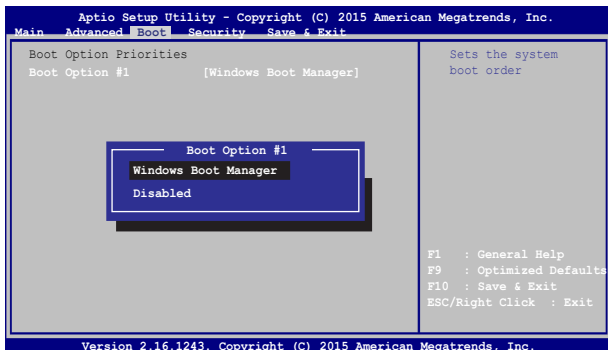 Aptio Setup Utility - Copyright (C) 2015 American Megatrends, Inc.
Main Advanced Boot Security Save & Exit
Boot Option Priorities
Boot Option #1 [Windows Boot Manager]
Sets the system
boot order
Boot Option #1
Windows Boot Manager
Disabled
F1 : General Help
F9 : Optimized Defaults
F10 : Save & Exit
ESC/Right Click : Exit
Version 2.16.1243. Copyright (C) 2015 American Megatrends, Inc.